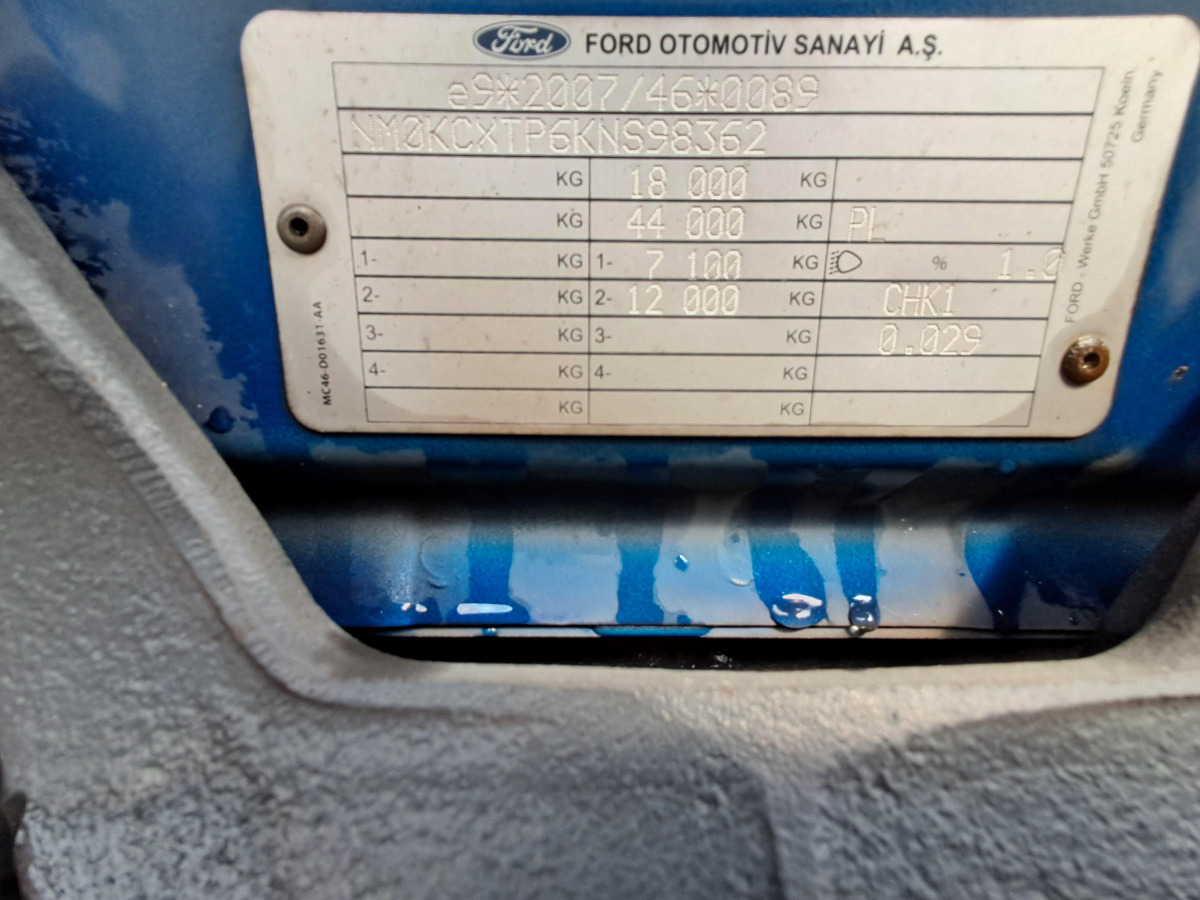 Ford FORD OTOMOTİV SANAYİ A.Ş.
e9*2007/46*0089
NM0KCXTP6KNS98362
KG 18 000 KG
KG 44 000 KG PL
1- KG 1- 7 100 KG % 1.0
2- KG 2- 12 000 KG CHK1
3- KG 3- KG 0.029
4- KG 4- KG
KG KG
MC46-D01631-AA
FORD - Werke GmbH 50725 Koeln
Germany